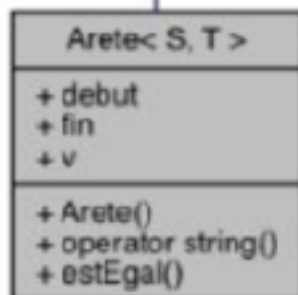 Arete< S, T >
+ debut
+ fin
+ v
+ Arete()
+ operator string()
+ estEgal()